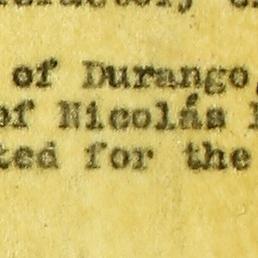 of Durango,
of Nicolás
ted for the